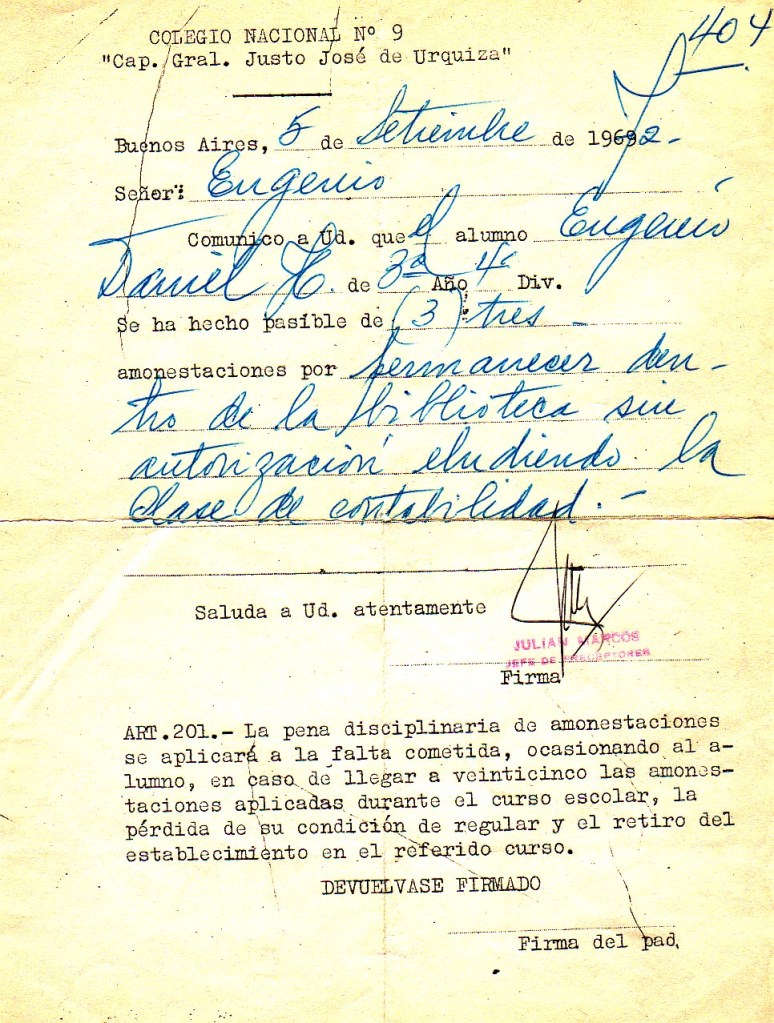 404
COLEGIO NACIONAL Nº 9
"Cap. Gral. Justo José de Urquiza"
Buenos Aires, 5 de Setiembre de 19692-
Señor: Eugenio
Comunico a Ud. que el alumno Eugenio
Daniel H. de 3º Año 4º Div.
Se ha hecho pasible de (3) tres -
amonestaciones por permanecer den-
tro de la biblioteca sin
autorización eludiendo la
Clase de contabilidad.-
Saluda a Ud. atentamente
JULIAN MARCOS
JEFE DE PRECEPTORES
Firma
ART.201.- La pena disciplinaria de amonestaciones
se aplicará a la falta cometida, ocasionando al a-
lumno, en caso de llegar a veinticinco las amones-
taciones aplicadas durante el curso escolar, la
pérdida de su condición de regular y el retiro del
establecimiento en el referido curso.
DEVUELVASE FIRMADO
Firma del pad